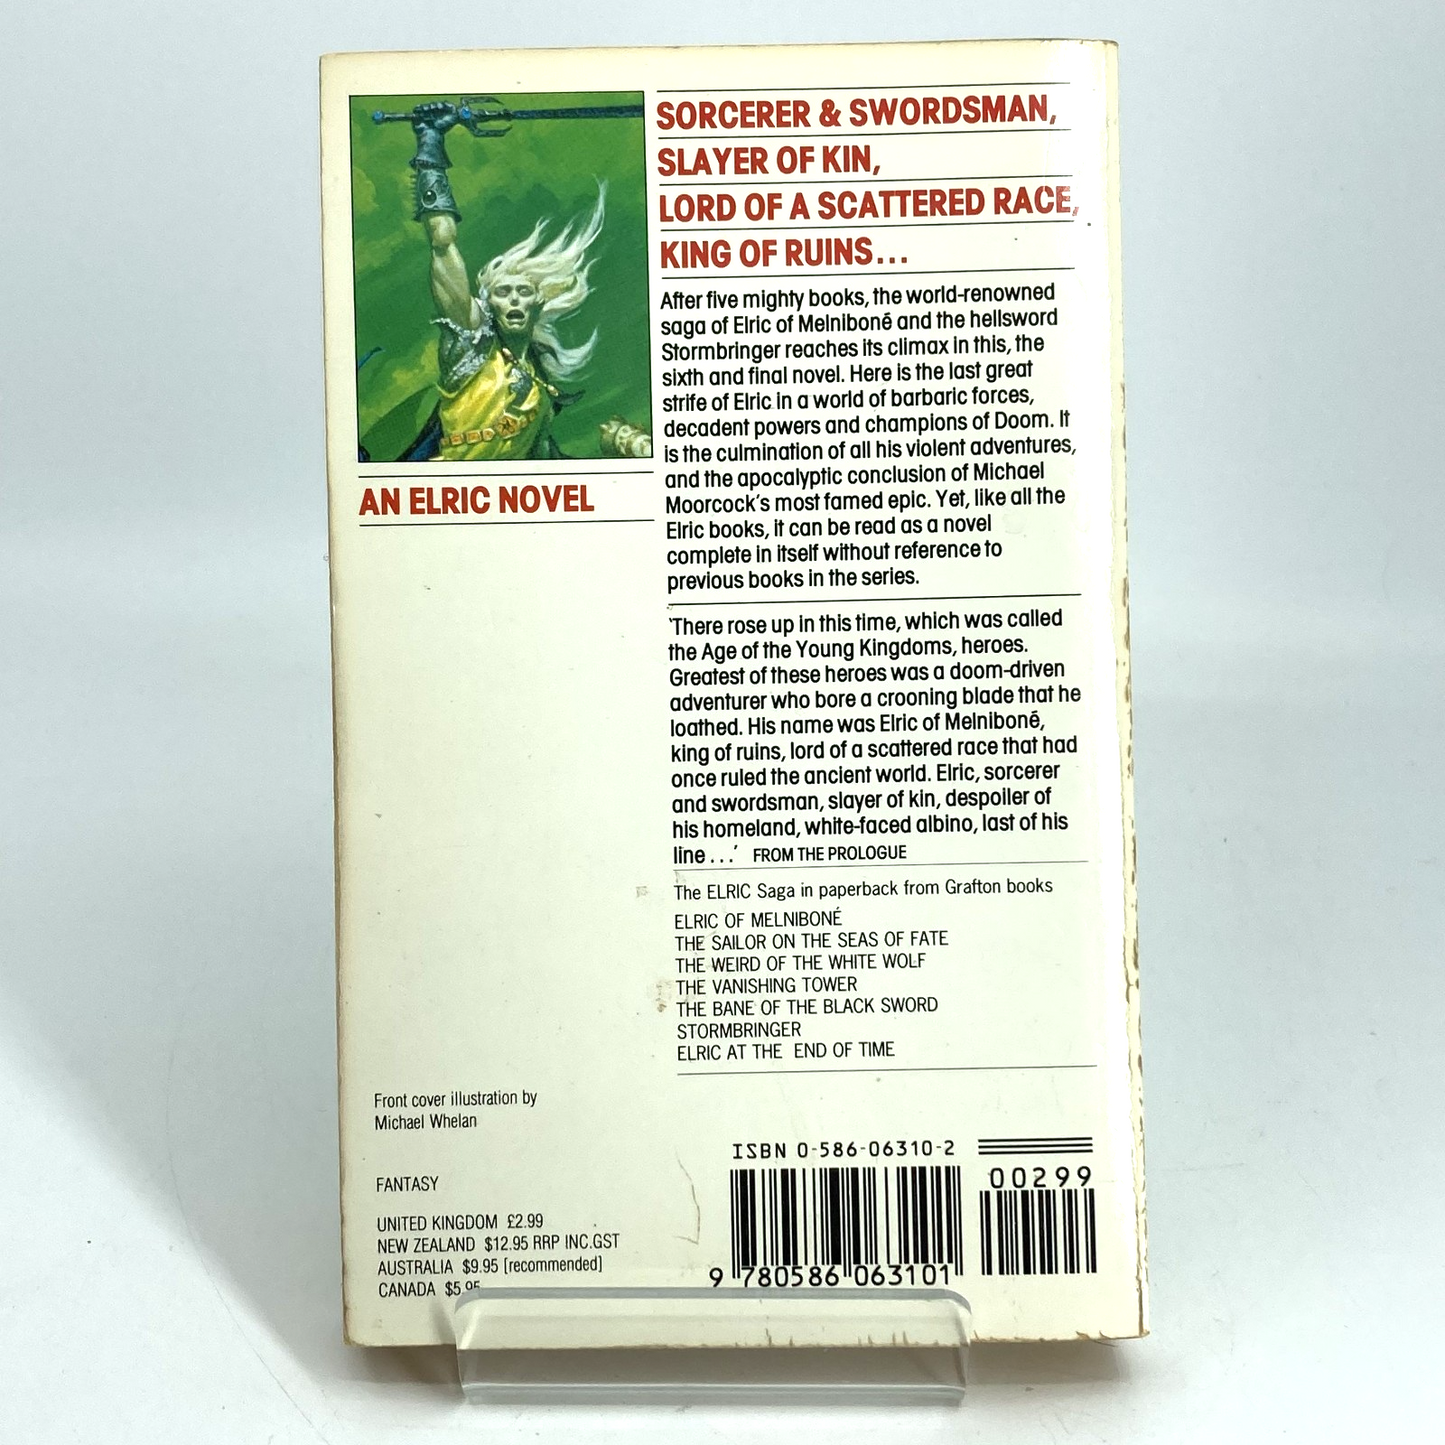 SORCERER & SWORDSMAN,
SLAYER OF KIN,
LORD OF A SCATTERED RACE,
KING OF RUINS...
After five mighty books, the world-renowned
saga of Elric of Melniboné and the hellsword
Stormbringer reaches its climax in this, the
sixth and final novel. Here is the last great
strife of Elric in a world of barbaric forces,
decadent powers and champions of Doom. It
is the culmination of all his violent adventures,
and the apocalyptic conclusion of Michael
Moorcock's most famed epic. Yet, like all the
Elric books, it can be read as a novel
complete in itself without reference to
previous books in the series.
AN ELRIC NOVEL
'There rose up in this time, which was called
the Age of the Young Kingdoms, heroes.
Greatest of these heroes was a doom-driven
adventurer who bore a crooning blade that he
loathed. His name was Elric of Melniboné,
king of ruins, lord of a scattered race that had
once ruled the ancient world. Elric, sorcerer
and swordsman, slayer of kin, despoiler of
his homeland, white-faced albino, last of his
line...' FROM THE PROLOGUE
The ELRIC Saga in paperback from Grafton books
ELRIC OF MELNIBONÉ
THE SAILOR ON THE SEAS OF FATE
THE WEIRD OF THE WHITE WOLF
THE VANISHING TOWER
THE BANE OF THE BLACK SWORD
STORMBRINGER
ELRIC AT THE END OF TIME
Front cover illustration by
Michael Whelan
FANTASY
UNITED KINGDOM £2.99
NEW ZEALAND $12.95 RRP INC.GST
AUSTRALIA $9.95 [recommended]
CANADA $5.95
ISBN 0-586-06310-2
00299
9 780586 063101